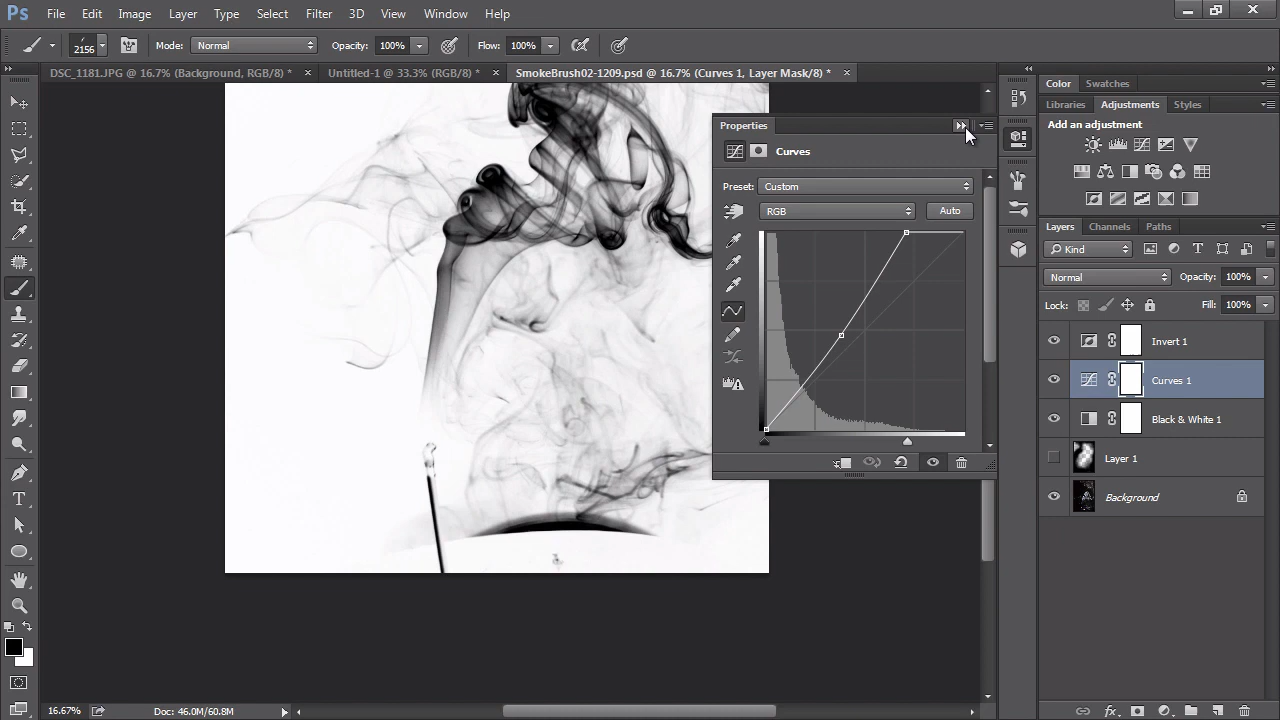 Ps File Edit Image Layer Type Select Filter 3D View Window Help
2156 Mode: Normal Opacity: 100% Flow: 100%
DSC_1181.JPG @ 16.7% (Background, RGB/8) * × Untitled-1 @ 33.3% (RGB/8) * × SmokeBrush02-1209.psd @ 16.7% (Curves 1, Layer Mask/8) * ×
Properties
Curves
Preset: Custom
RGB Auto
Color Swatches
Libraries Adjustments Styles
Add an adjustment
Layers Channels Paths
Kind
Normal Opacity: 100%
Lock: Fill: 100%
Invert 1
Curves 1
Black & White 1
Layer 1
Background
16.67% Doc: 46.0M/60.8M